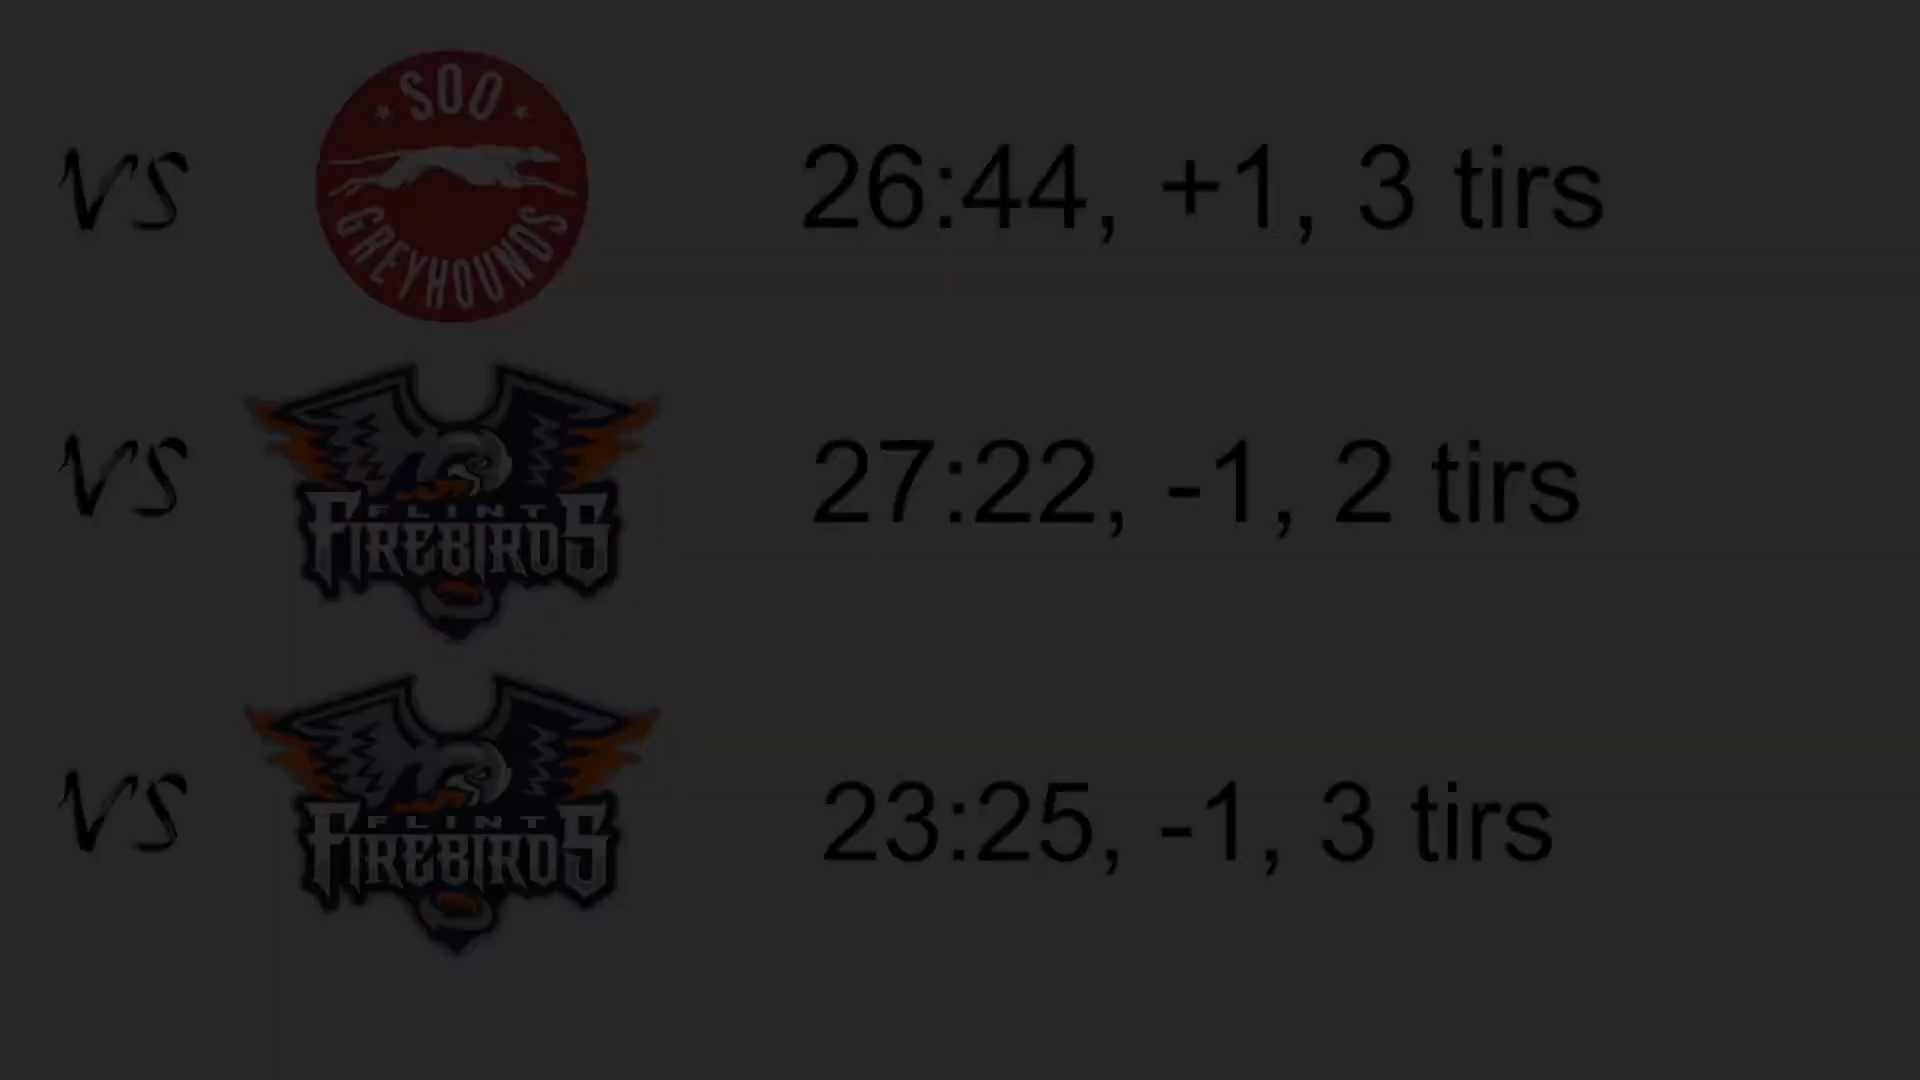 VS SOO GREYHOUNDS 26:44, +1, 3 tirs
VS FLINT FIREBIRDS 27:22, -1, 2 tirs
VS FLINT FIREBIRDS 23:25, -1, 3 tirs